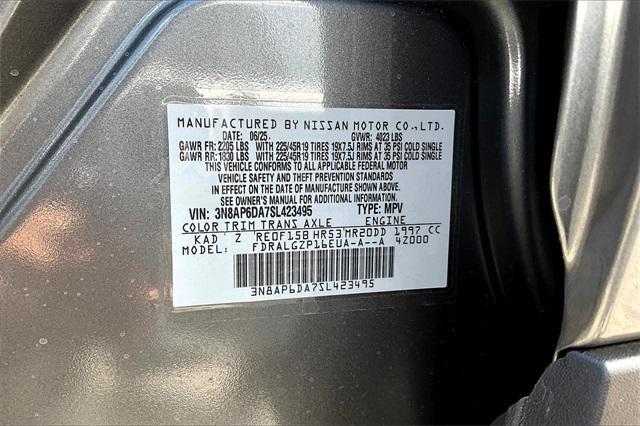 MANUFACTURED BY NISSAN MOTOR CO.,LTD.
DATE: 06/25. GVWR: 4023 LBS
GAWR FR: 2205 LBS WITH 225/45R19 TIRES 19X7.5J RIMS AT 35 PSI COLD SINGLE
GAWR RR: 1830 LBS WITH 225/45R19 TIRES 19X7.5J RIMS AT 35 PSI COLD SINGLE
THIS VEHICLE CONFORMS TO ALL APPLICABLE FEDERAL MOTOR
VEHICLE SAFETY AND THEFT PREVENTION STANDARDS
IN EFFECT ON THE DATE OF MANUFACTURE SHOWN ABOVE.
SEE OWNER'S MANUAL FOR ADDITIONAL INFORMATION.
VIN: 3N8AP6DA7SL423495 TYPE: MPV
COLOR TRIM TRANS AXLE ENGINE
KAD Z RE0F15B HR53 MR20DD 1997 CC
MODEL: FDRALGZP16EUA-A--A 4Z000
3N8AP6DA7SL423495